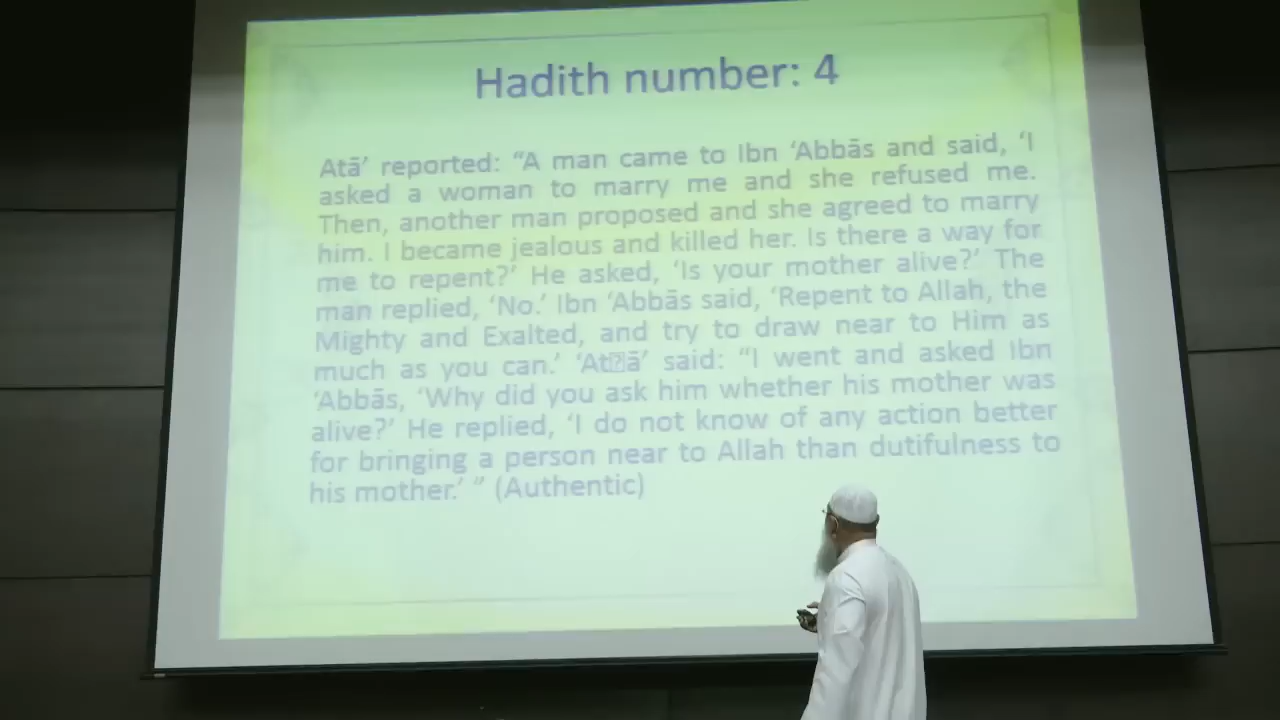 Hadith number: 4
Atā’ reported: “A man came to Ibn ‘Abbās and said, ‘I
asked a woman to marry me and she refused me.
Then, another man proposed and she agreed to marry
him. I became jealous and killed her. Is there a way for
me to repent?’ He asked, ‘Is your mother alive?’ The
man replied, ‘No.’ Ibn ‘Abbās said, ‘Repent to Allah, the
Mighty and Exalted, and try to draw near to Him as
much as you can.’ ‘At▯ā’ said: “I went and asked Ibn
‘Abbās, ‘Why did you ask him whether his mother was
alive?’ He replied, ‘I do not know of any action better
for bringing a person near to Allah than dutifulness to
his mother.’ ” (Authentic)